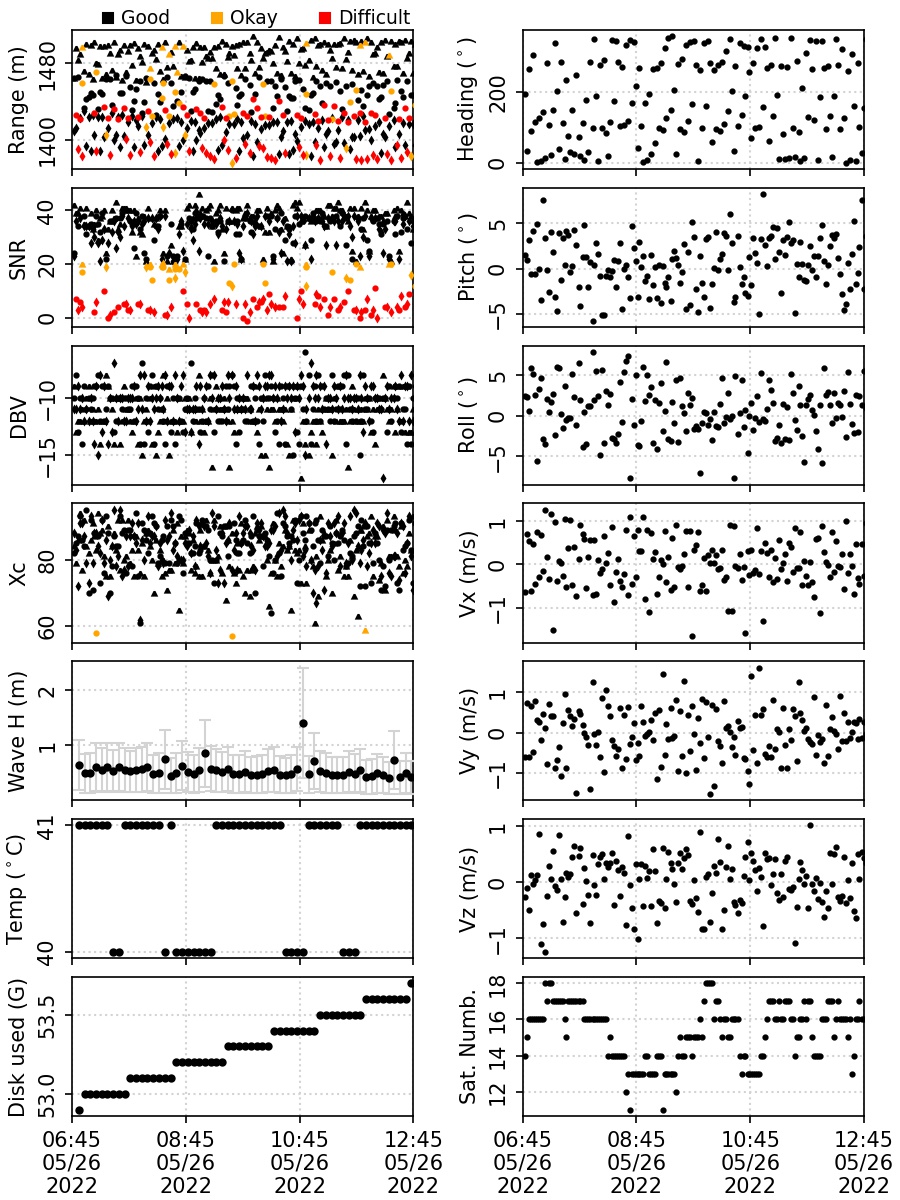 Good Okay Difficult
Range (m)
1480
1400
Heading (°)
200
0
SNR
40
20
0
Pitch (°)
5
0
−5
DBV
−10
−15
Roll (°)
5
0
−5
Xc
80
60
Vx (m/s)
1
0
−1
Wave H (m)
2
1
Vy (m/s)
1
0
−1
Temp (°C)
41
40
Vz (m/s)
1
0
−1
Disk used (G)
53.5
53.0
Sat. Numb.
18
16
14
12
06:45 08:45 10:45 12:45
05/26 05/26 05/26 05/26
2022 2022 2022 2022
06:45 08:45 10:45 12:45
05/26 05/26 05/26 05/26
2022 2022 2022 2022